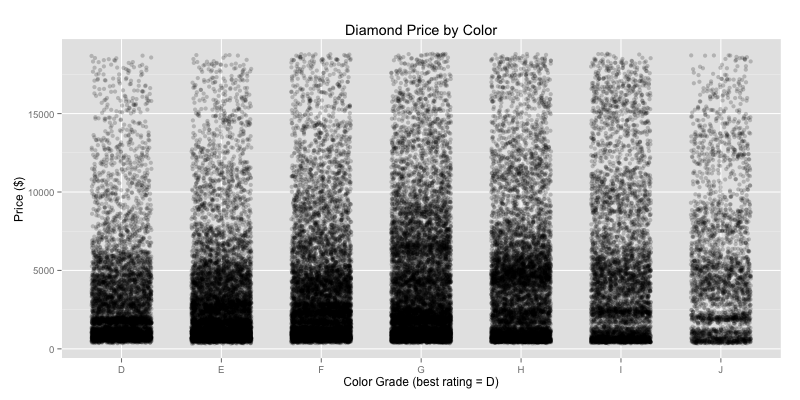 Diamond Price by Color
Price ($)
15000
10000
5000
0
D E F G H I J
Color Grade (best rating = D)